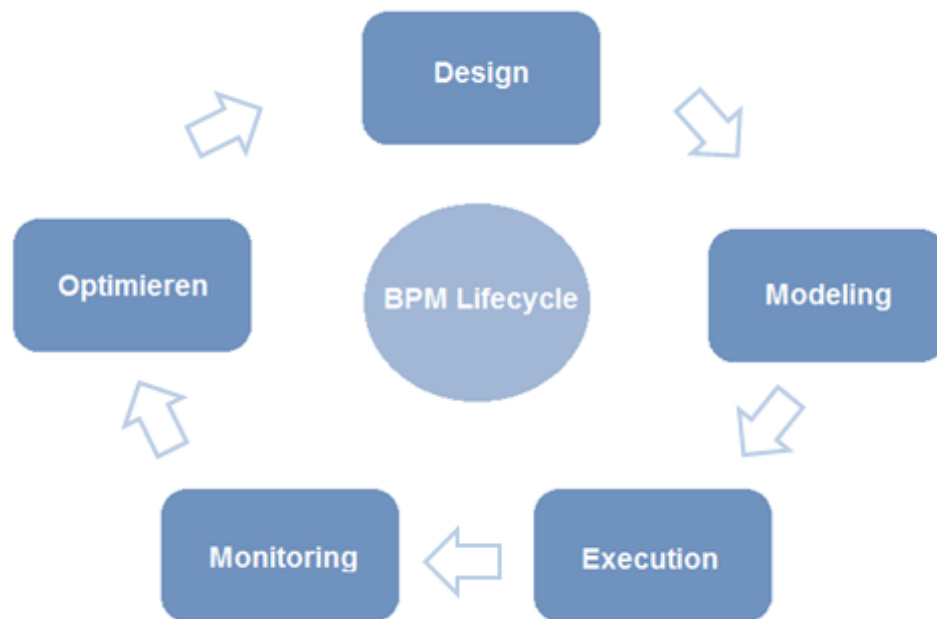 Design
Optimieren
BPM Lifecycle
Modeling
Monitoring
Execution